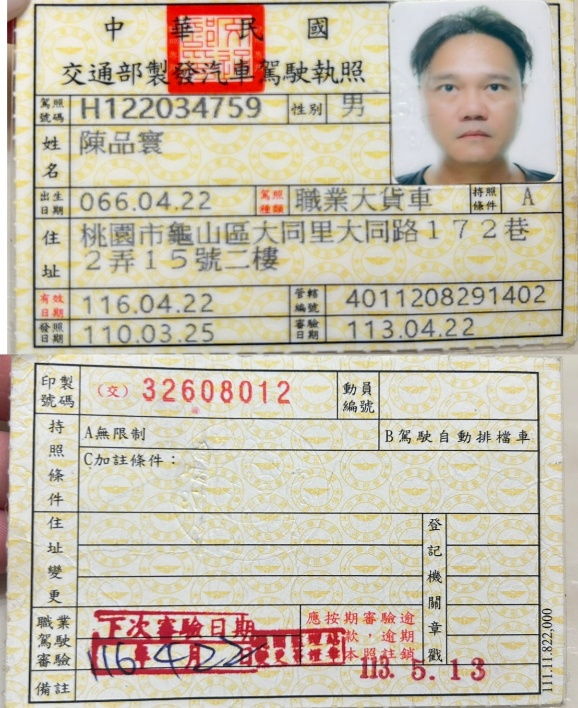 中華民國
交通部製發汽車駕駛執照
駕照號碼 H122034759 性別 男
姓名 陳品寰
出生日期 066.04.22 駕照種類 職業大貨車 持照條件 A
住址 桃園市龜山區大同里大同路１７２巷
２弄１５號二樓
有效日期 116.04.22 管轄編號 4011208291402
發照日期 110.03.25 審驗日期 113.04.22
印製號碼 (交) 32608012 動員編號
持照條件 A無限制 B駕駛自動排檔車
C加註條件：
住址變更 登記機關章戳
職業駕駛審驗 下次審驗日期 應按期審驗逾
116年4月22 款，逾期
變更 本照註銷
113.5.13
備註
111.11.822,000